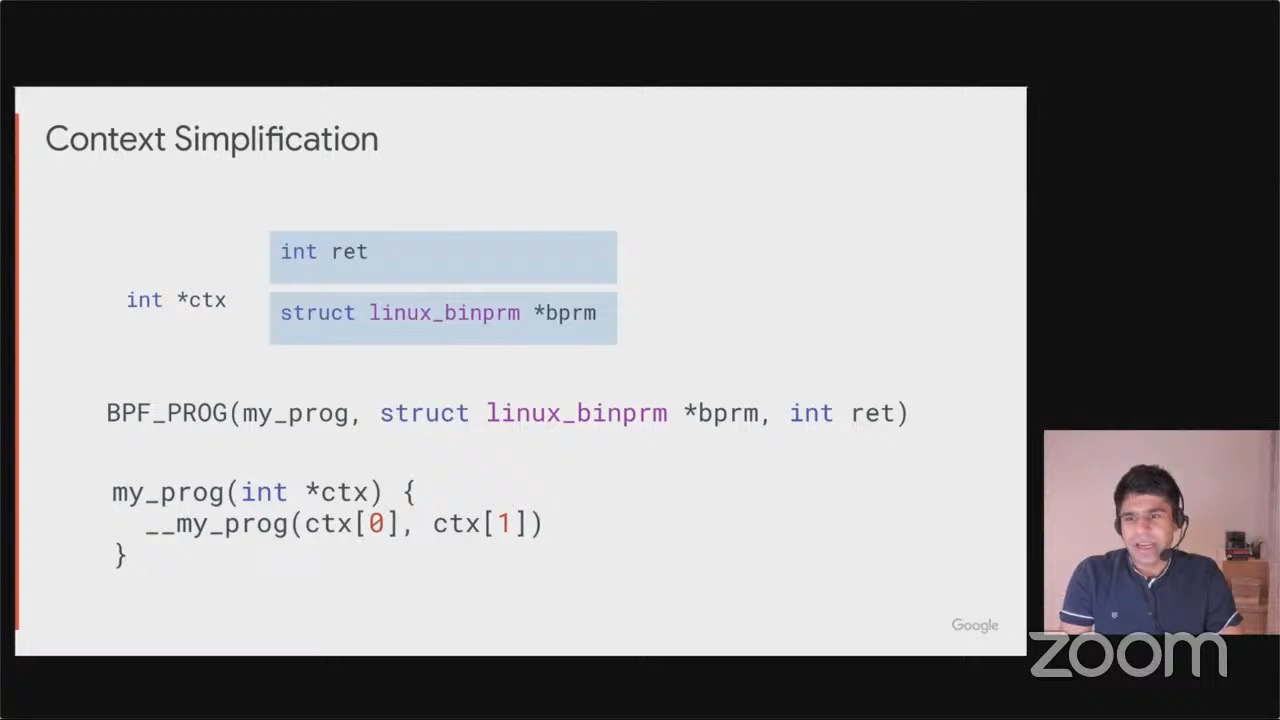 Context Simplification
int ret
int *ctx
struct linux_binprm *bprm
BPF_PROG(my_prog, struct linux_binprm *bprm, int ret)
my_prog(int *ctx) {
__my_prog(ctx[0], ctx[1])
}
Google
zoom